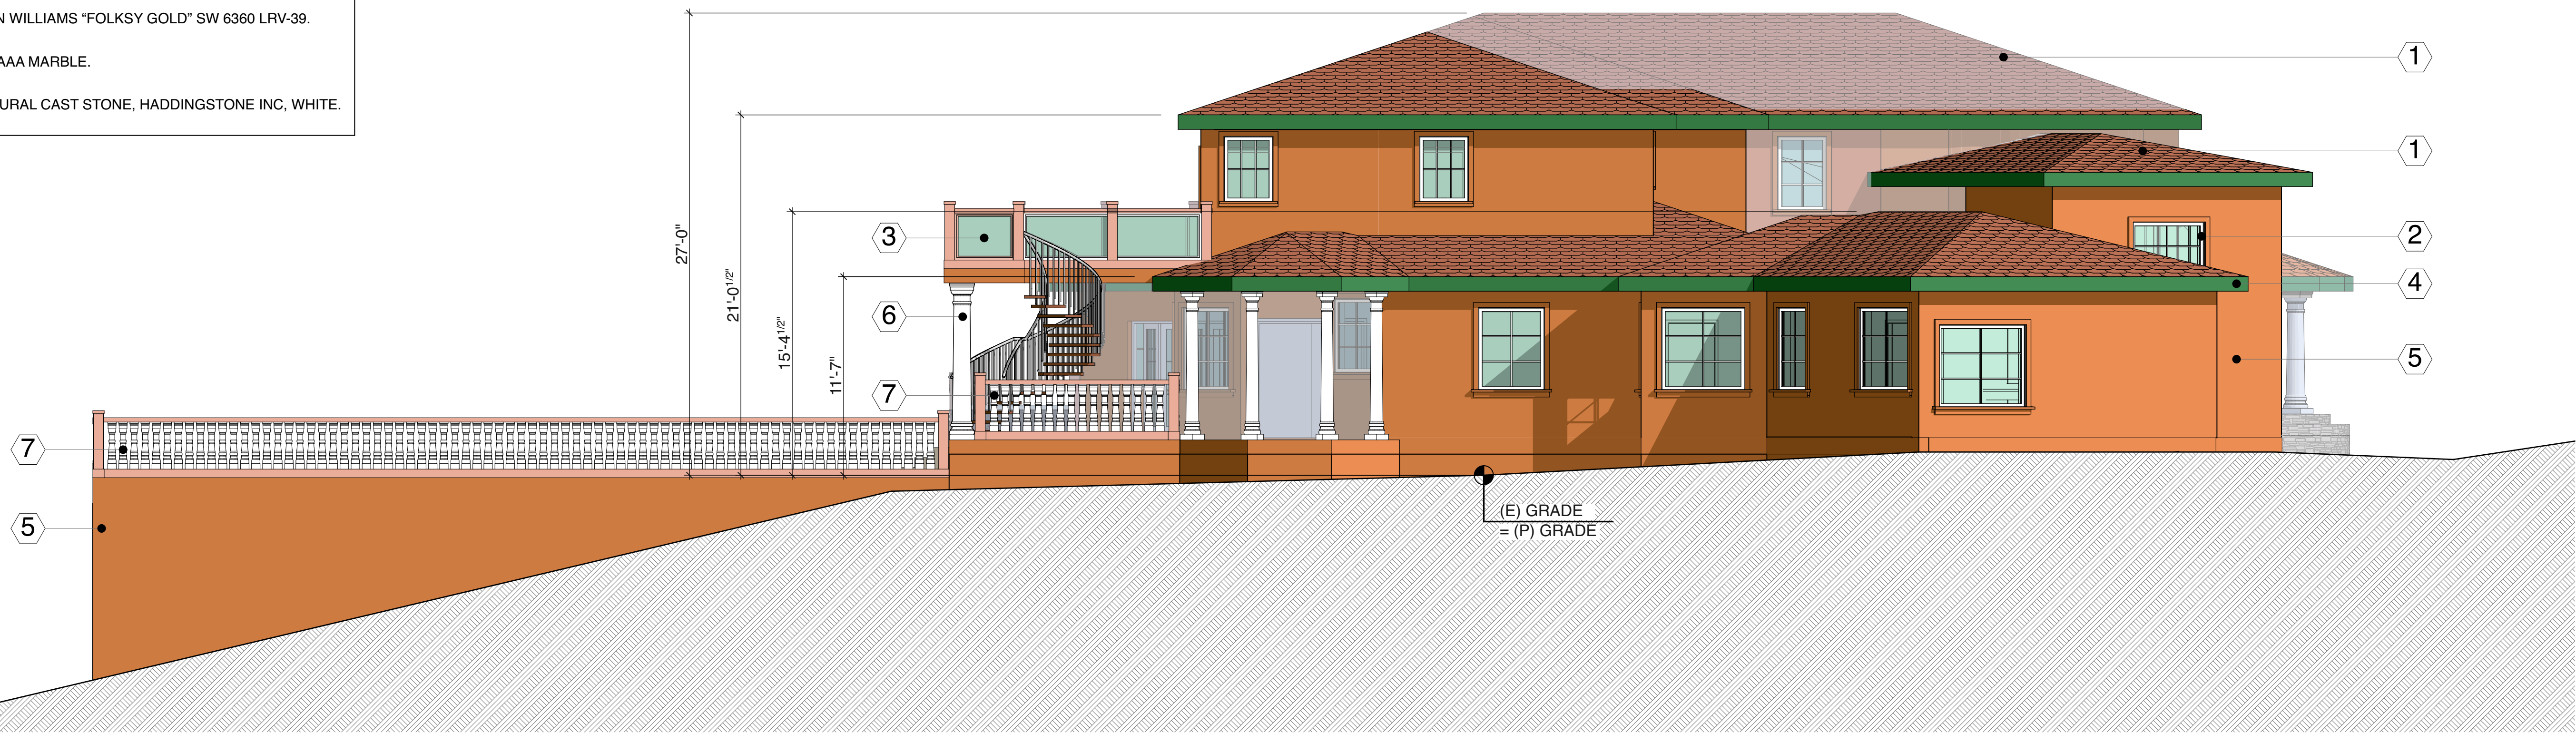 N WILLIAMS “FOLKSY GOLD” SW 6360 LRV-39.
AAA MARBLE.
URAL CAST STONE, HADDINGSTONE INC, WHITE.
27'-0"
21'-0 1/2"
15'-4 1/2"
11'-7"
1
1
2
3
4
6
5
7
7
5
(E) GRADE
= (P) GRADE